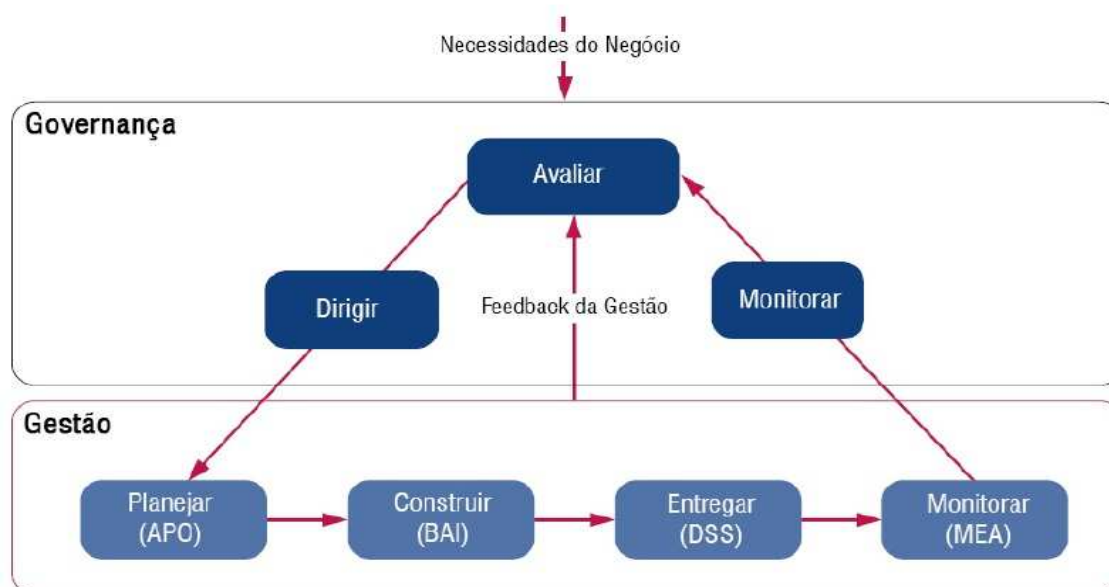 Necessidades do Negócio
Governança
Avaliar
Dirigir
Feedback da Gestão
Monitorar
Gestão
Planejar
(APO)
Construir
(BAI)
Entregar
(DSS)
Monitorar
(MEA)